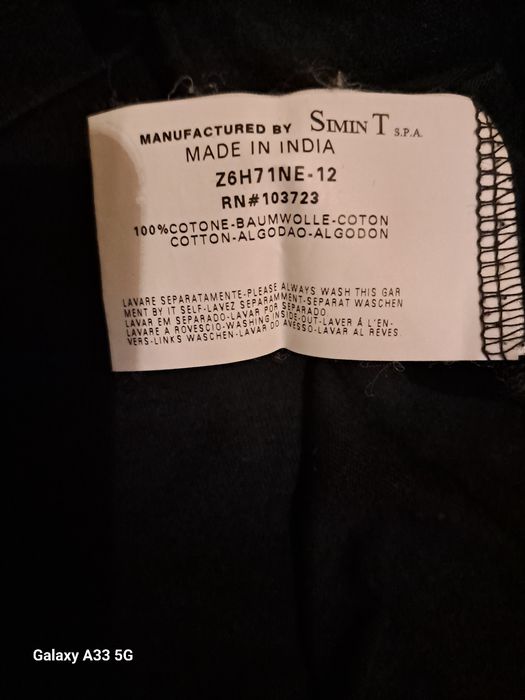 MANUFACTURED BY SIMINT S.P.A.
MADE IN INDIA
Z6H71NE-12
RN#103723
100%COTONE-BAUMWOLLE-COTON
COTTON-ALGODAO-ALGODON
LAVARE SEPARATAMENTE-PLEASE ALWAYS WASH THIS GAR
MENT BY IT SELF-LAVEZ SEPARAMMENT-SEPARAT WASCHEN
LAVAR EM SEPARADO-LAVAR POR SEPARADO
LAVARE A ROVESCIO-WASHING INSIDE-OUT-LAVER Á L'EN-
VERS-LINKS WASCHEN-LAVAR DO AVESSO-LAVAR AL REVES
Galaxy A33 5G